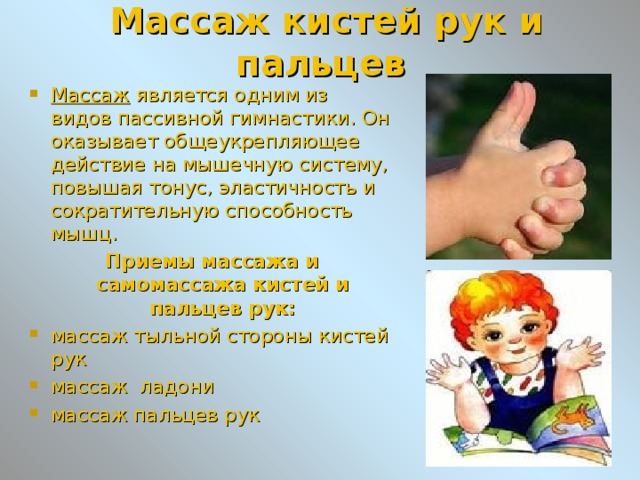 Массаж кистей рук и
пальцев
Массаж является одним из
видов пассивной гимнастики. Он
оказывает общеукрепляющее
действие на мышечную систему,
повышая тонус, эластичность и
сократительную способность
мышц.
Приемы массажа и
самомассажа кистей и
пальцев рук:
массаж тыльной стороны кистей
рук
массаж ладони
массаж пальцев рук